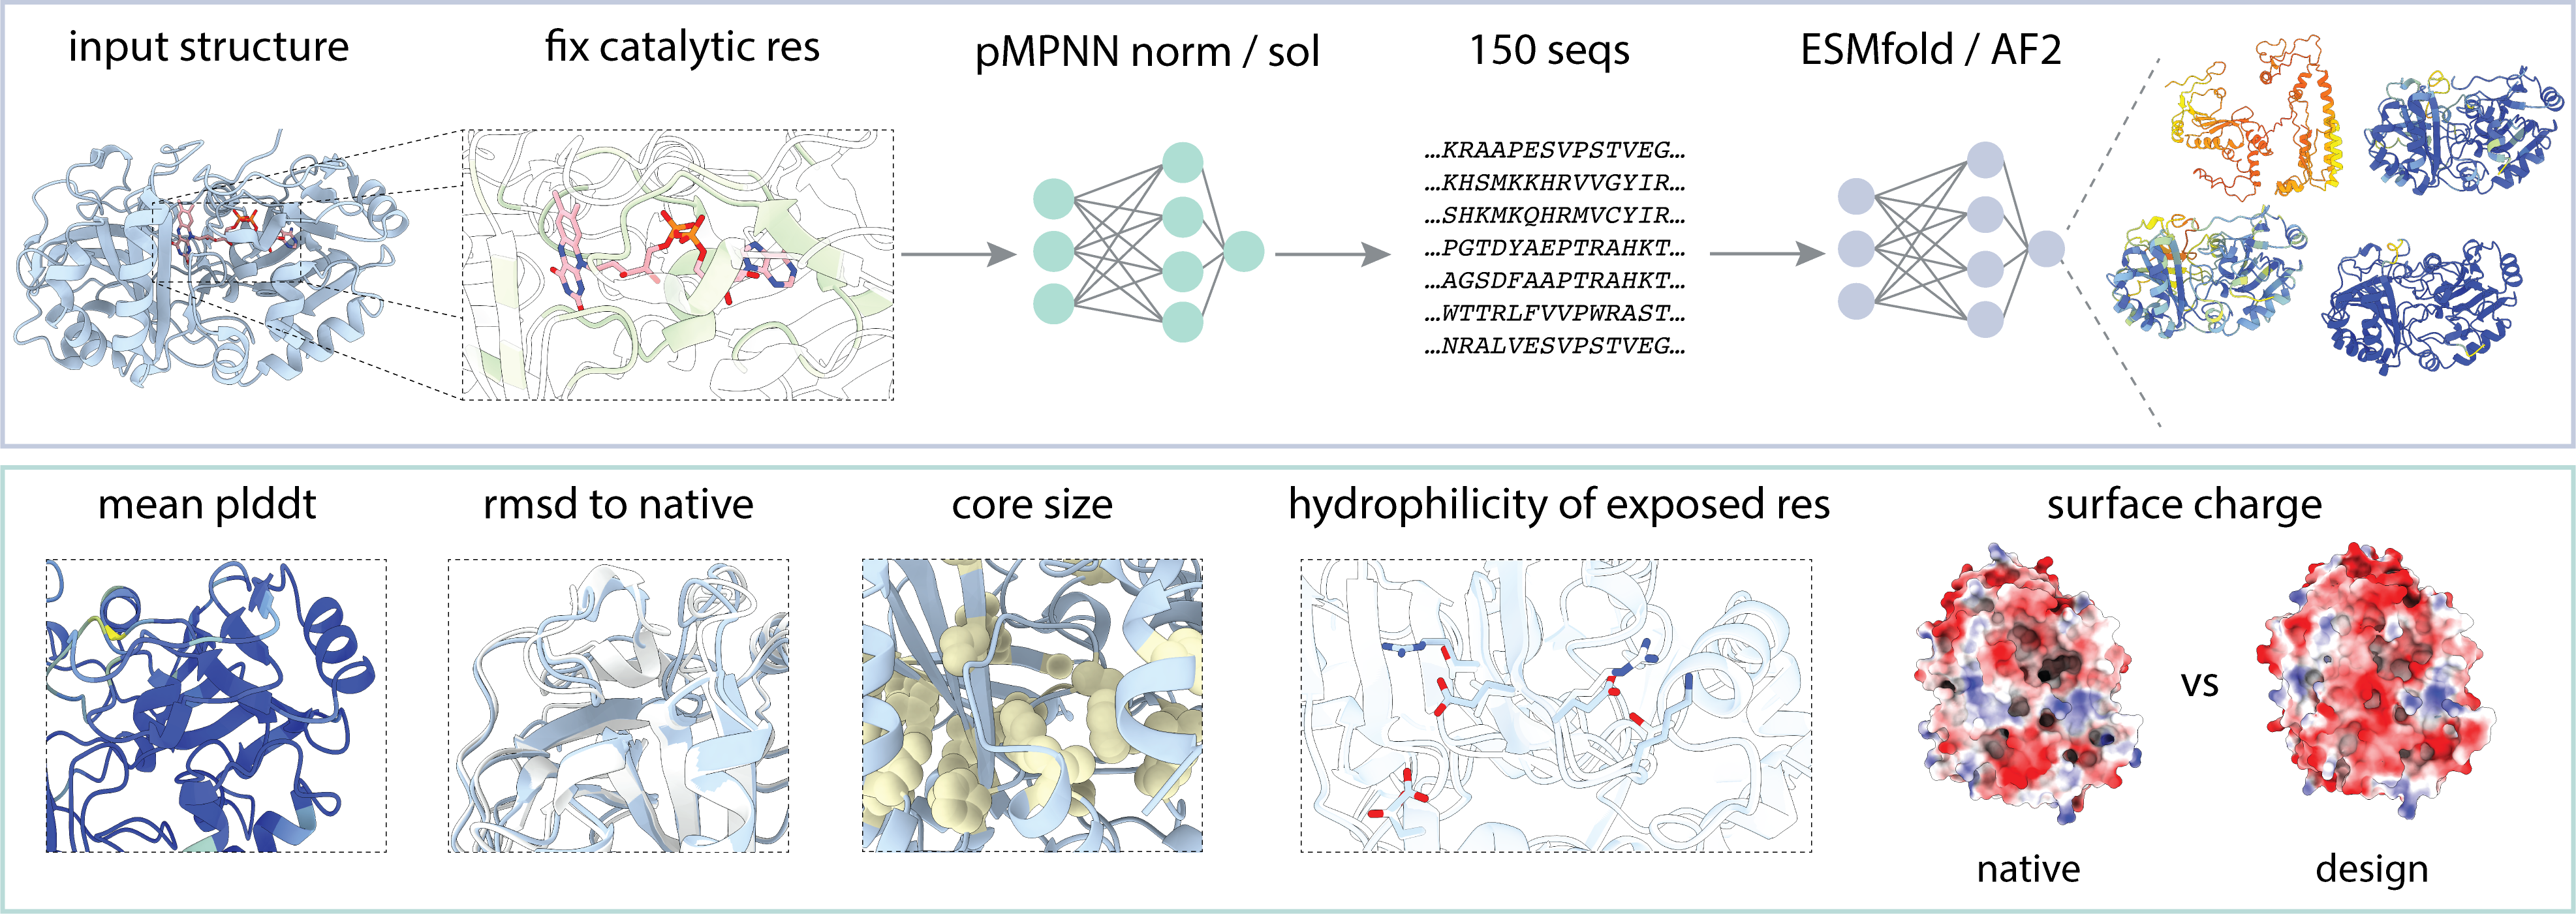 input structure
fix catalytic res
pMPNN norm / sol
150 seqs
ESMfold / AF2
...KRAAPESVPSTVEG...
...KHSMKKHRVVGYIR...
...SHKMKQHRMVCYIR...
...PGTDYAEPTRAHKT...
...AGSDFAAPTRAHKT...
...WTTRLFVVPWRAST...
...NRALVESVPSTVEG...
mean plddt
rmsd to native
core size
hydrophilicity of exposed res
surface charge
vs
native
design